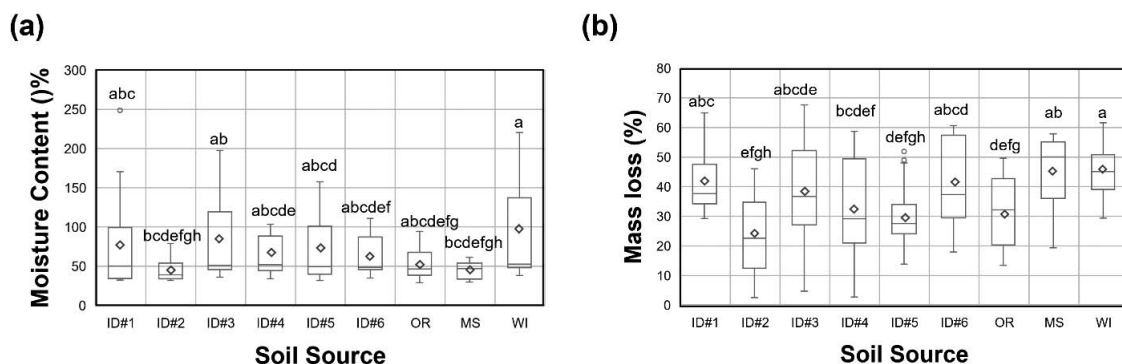 (a)
Moisture Content ()%
300
250
200
150
100
50
0
abc
bcdefgh
ab
abcde
abcd
abcdef
abcdefg
bcdefgh
a
ID#1 ID#2 ID#3 ID#4 ID#5 ID#6 OR MS WI
Soil Source
(b)
Mass loss (%)
80
70
60
50
40
30
20
10
0
abc
efgh
abcde
bcdef
defgh
abcd
defg
ab
a
ID#1 ID#2 ID#3 ID#4 ID#5 ID#6 OR MS WI
Soil Source